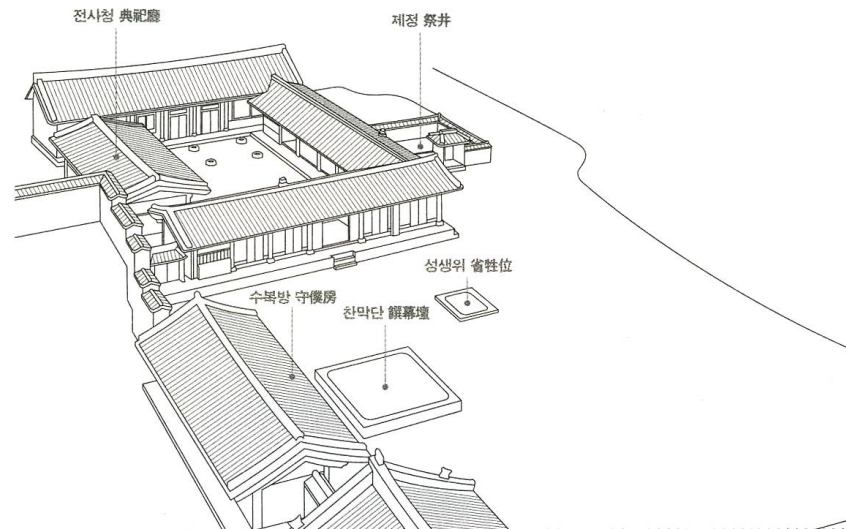 전사청 典祀廳
제정 祭井
성생위 省牲位
수복방 守僕房
찬막단 饌幕壇